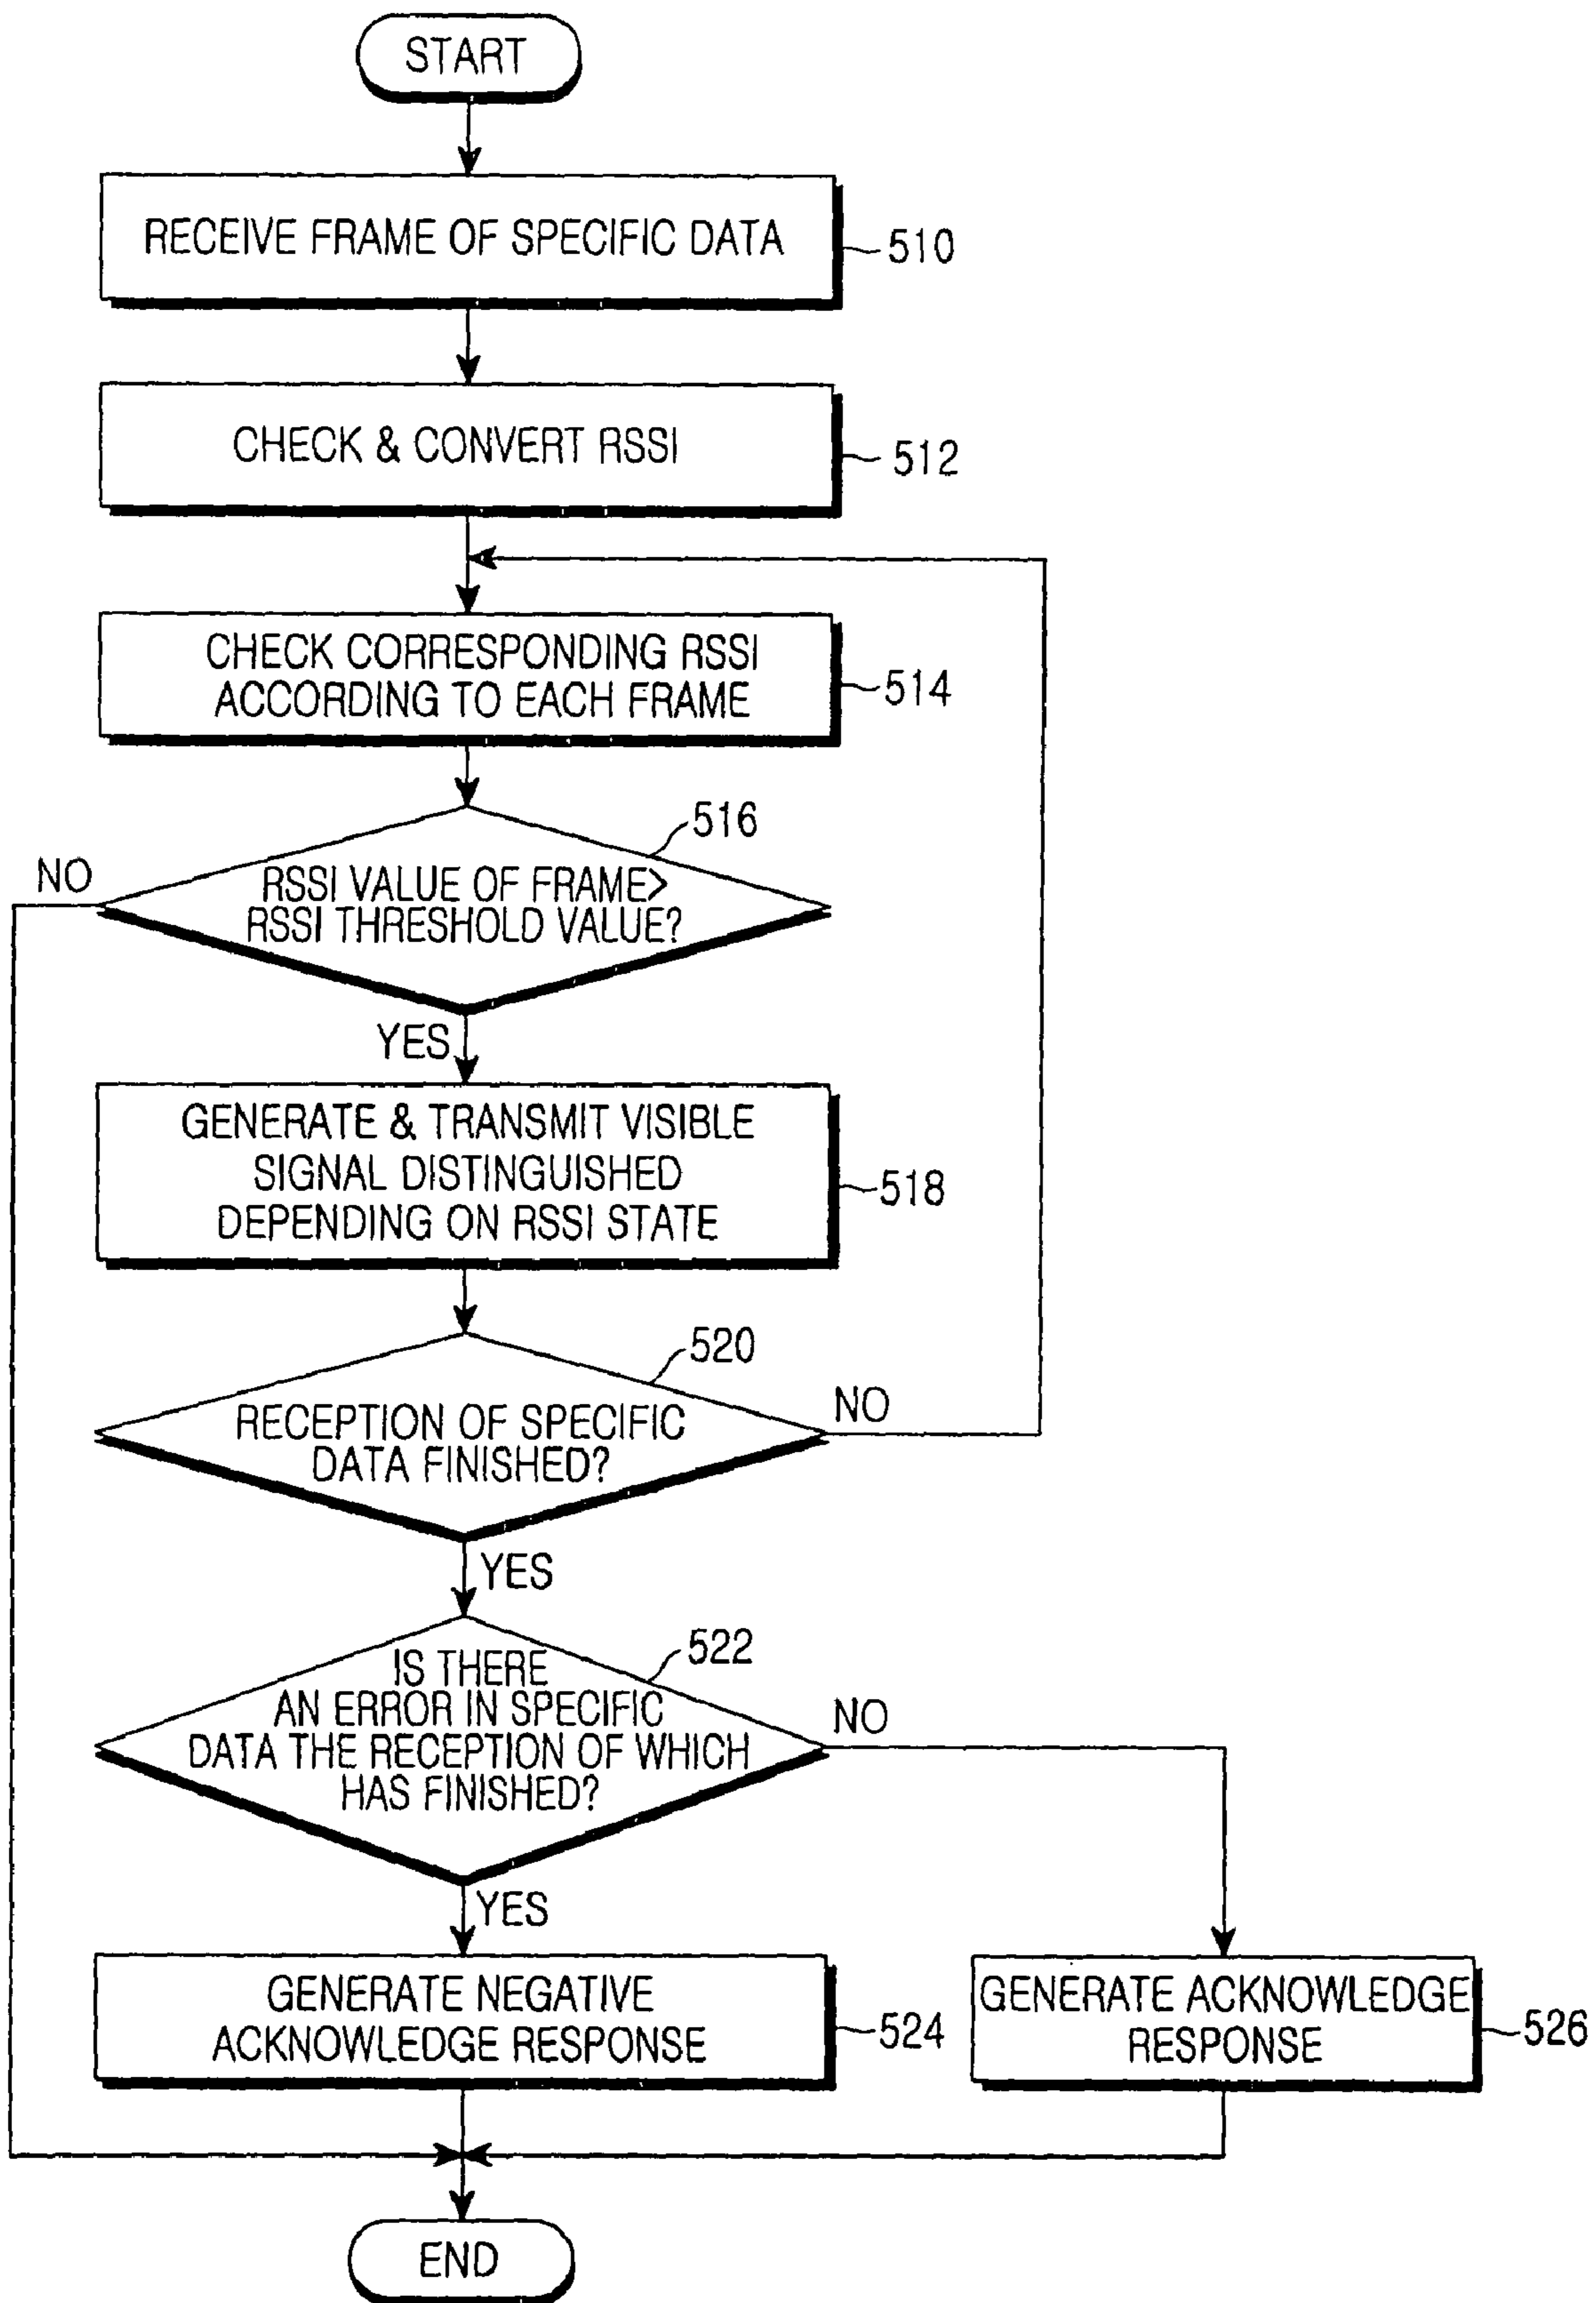 START
RECEIVE FRAME OF SPECIFIC DATA
510
CHECK & CONVERT RSSI
512
CHECK CORRESPONDING RSSI
ACCORDING TO EACH FRAME
514
516
NO
RSSI VALUE OF FRAME>
RSSI THRESHOLD VALUE?
YES
GENERATE & TRANSMIT VISIBLE
SIGNAL DISTINGUISHED
DEPENDING ON RSSI STATE
518
520
NO
RECEPTION OF SPECIFIC
DATA FINISHED?
YES
522
IS THERE
AN ERROR IN SPECIFIC
DATA THE RECEPTION OF WHICH
HAS FINISHED?
NO
YES
GENERATE NEGATIVE
ACKNOWLEDGE RESPONSE
524
GENERATE ACKNOWLEDGE
RESPONSE
526
END